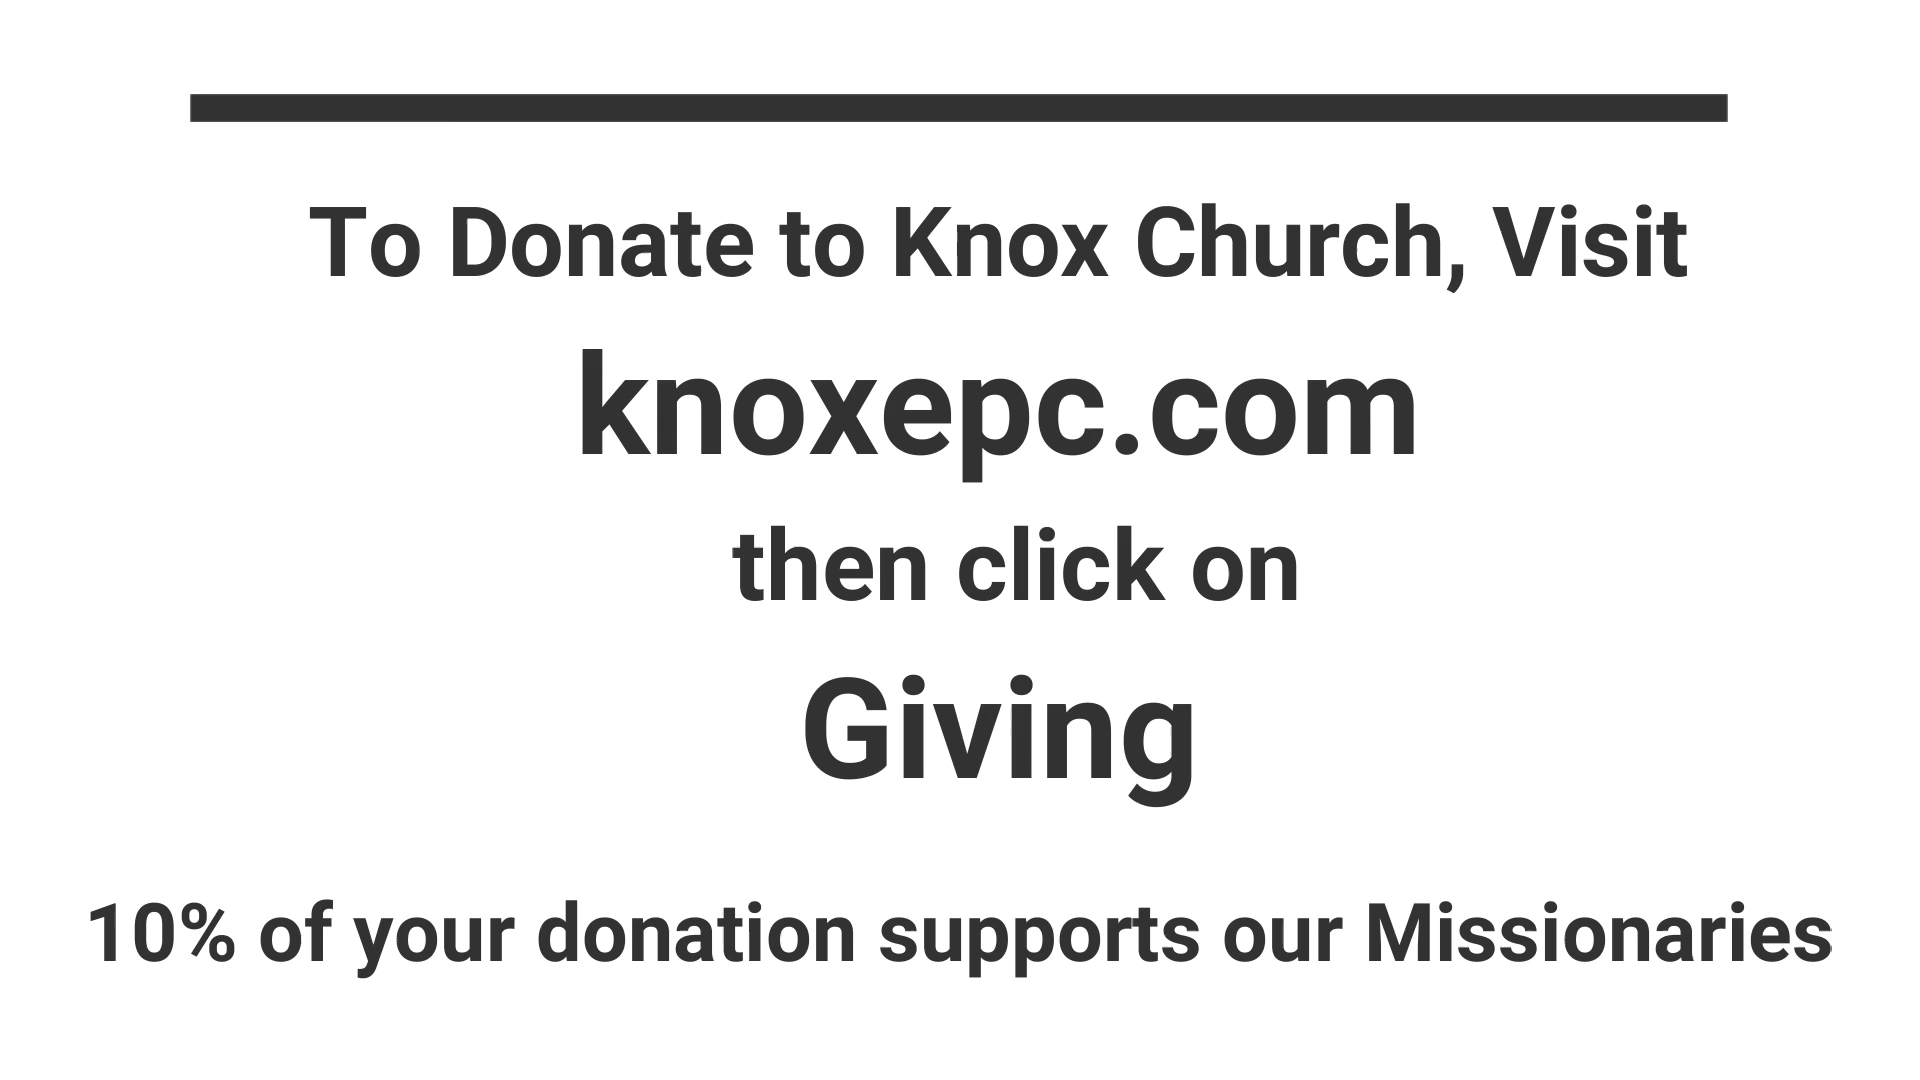 To Donate to Knox Church, Visit
knoxepc.com
then click on
Giving
10% of your donation supports our Missionaries